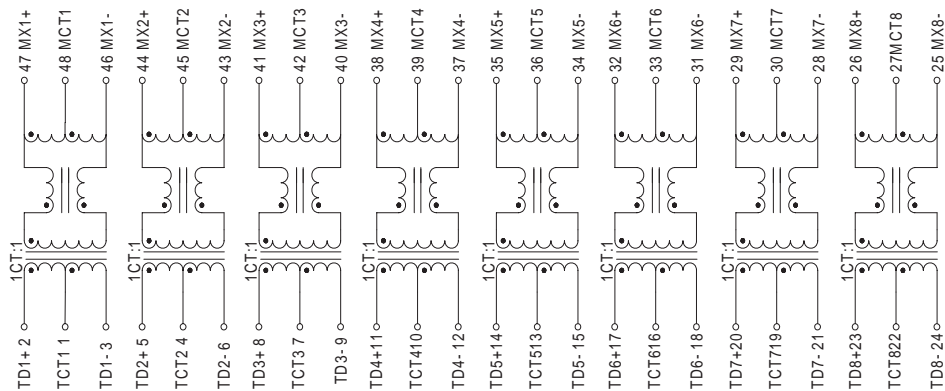 47 MX1+
48 MCT1
46 MX1-
44 MX2+
45 MCT2
43 MX2-
41 MX3+
42 MCT3
40 MX3-
38 MX4+
39 MCT4
37 MX4-
35 MX5+
36 MCT5
34 MX5-
32 MX6+
33 MCT6
31 MX6-
29 MX7+
30 MCT7
28 MX7-
26 MX8+
27MCT8
25 MX8-
1CT:1
1CT:1
1CT:1
1CT:1
1CT:1
1CT:1
1CT:1
1CT:1
TD1+ 2
TCT1 1
TD1- 3
TD2+ 5
TCT2 4
TD2- 6
TD3+ 8
TCT3 7
TD3- 9
TD4+11
TCT410
TD4- 12
TD5+14
TCT513
TD5- 15
TD6+17
TCT616
TD6- 18
TD7+20
TCT719
TD7- 21
TD8+23
TCT822
TD8- 24